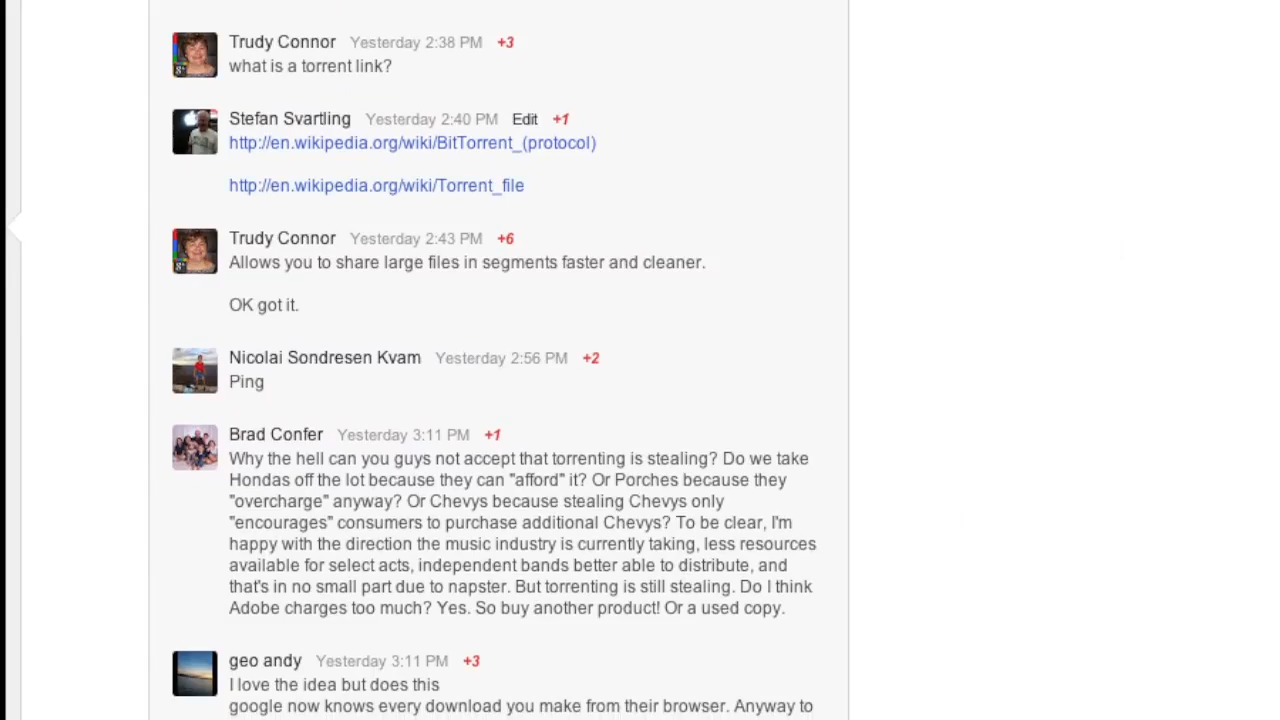 Trudy Connor Yesterday 2:38 PM +3
what is a torrent link?
Stefan Svartling Yesterday 2:40 PM Edit +1
http://en.wikipedia.org/wiki/BitTorrent_(protocol)
http://en.wikipedia.org/wiki/Torrent_file
Trudy Connor Yesterday 2:43 PM +6
Allows you to share large files in segments faster and cleaner.
OK got it.
Nicolai Sondresen Kvam Yesterday 2:56 PM +2
Ping
Brad Confer Yesterday 3:11 PM +1
Why the hell can you guys not accept that torrenting is stealing? Do we take
Hondas off the lot because they can "afford" it? Or Porches because they
"overcharge" anyway? Or Chevys because stealing Chevys only
"encourages" consumers to purchase additional Chevys? To be clear, I'm
happy with the direction the music industry is currently taking, less resources
available for select acts, independent bands better able to distribute, and
that's in no small part due to napster. But torrenting is still stealing. Do I think
Adobe charges too much? Yes. So buy another product! Or a used copy.
geo andy Yesterday 3:11 PM +3
I love the idea but does this
google now knows every download you make from their browser. Anyway to